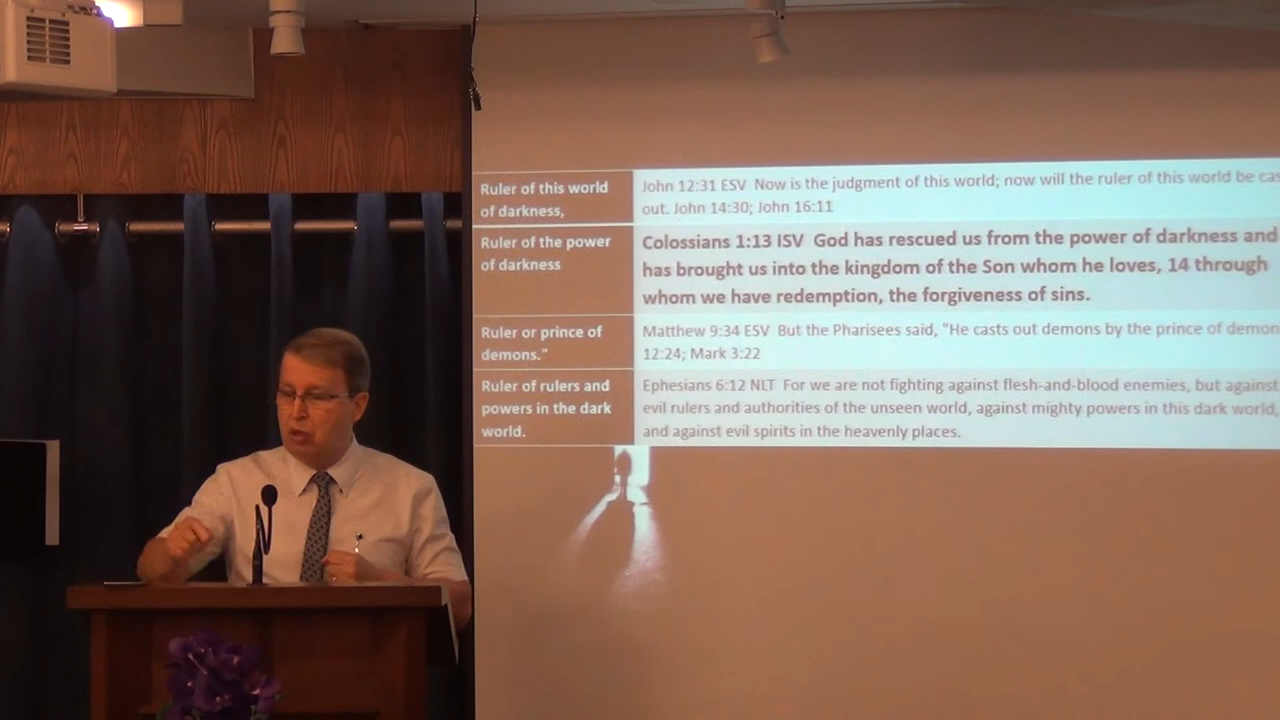 Ruler of this world
of darkness,
John 12:31 ESV Now is the judgment of this world; now will the ruler of this world be
out. John 14:30; John 16:11
Ruler of the power
of darkness
Colossians 1:13 ISV God has rescued us from the power of darkness and
has brought us into the kingdom of the Son whom he loves, 14 through
whom we have redemption, the forgiveness of sins.
Ruler or prince of
demons."
Matthew 9:34 ESV But the Pharisees said, "He casts out demons by the prince of demon
12:24; Mark 3:22
Ruler of rulers and
powers in the dark
world.
Ephesians 6:12 NLT For we are not fighting against flesh-and-blood enemies, but against
evil rulers and authorities of the unseen world, against mighty powers in this dark world,
and against evil spirits in the heavenly places.